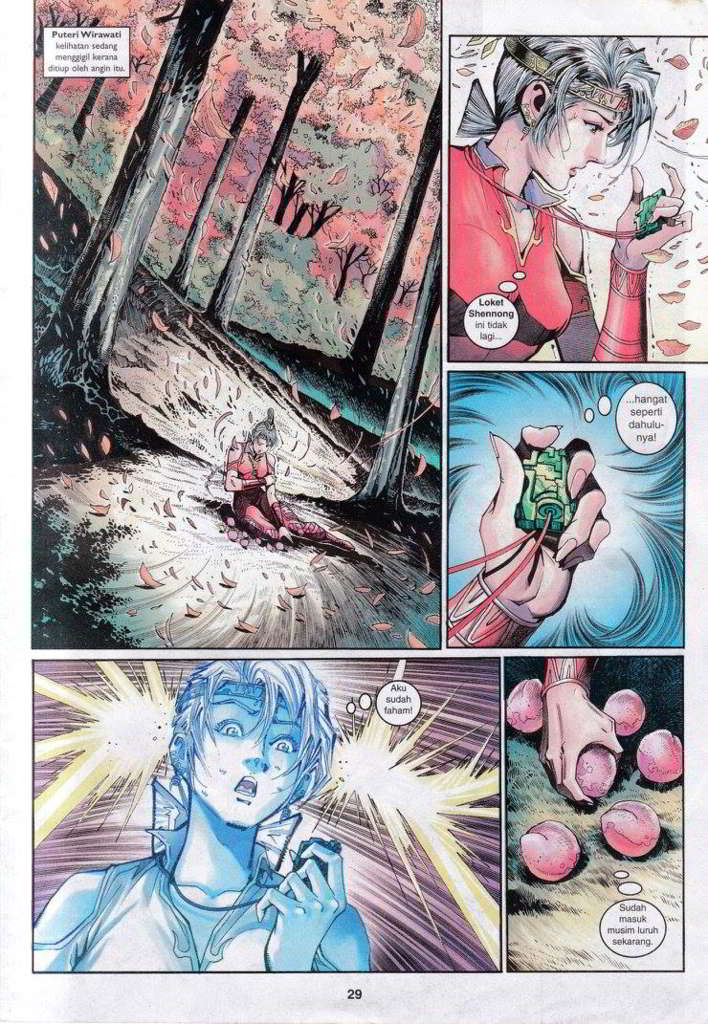 Puteri Wirawati
kelihatan sedang
menggigil kerana
ditiup oleh angin itu.
Loket
Shennong
ini tidak
lagi...
...hangat
seperti
dahulu-
nya!
Aku
sudah
faham!
Sudah
masuk
musim luruh
sekarang.
29